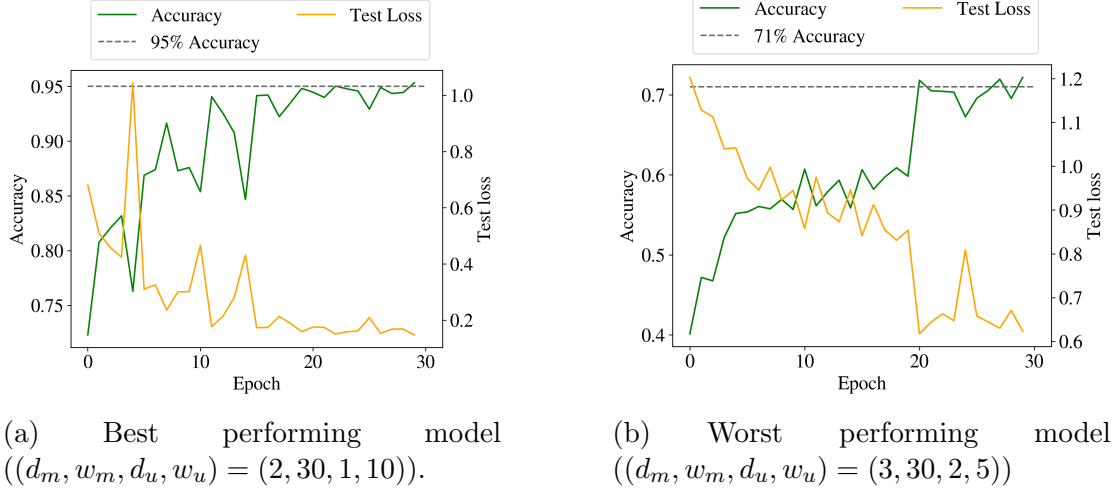 Accuracy
Test Loss
95% Accuracy
0.95
0.90
0.85
0.80
0.75
Accuracy
1.0
0.8
0.6
0.4
0.2
Test loss
0
10
20
30
Epoch
(a) Best performing model
((d_m, w_m, d_u, w_u) = (2, 30, 1, 10)).
Accuracy
Test Loss
71% Accuracy
0.7
0.6
0.5
0.4
Accuracy
1.2
1.1
1.0
0.9
0.8
0.7
0.6
Test loss
0
10
20
30
Epoch
(b) Worst performing model
((d_m, w_m, d_u, w_u) = (3, 30, 2, 5))